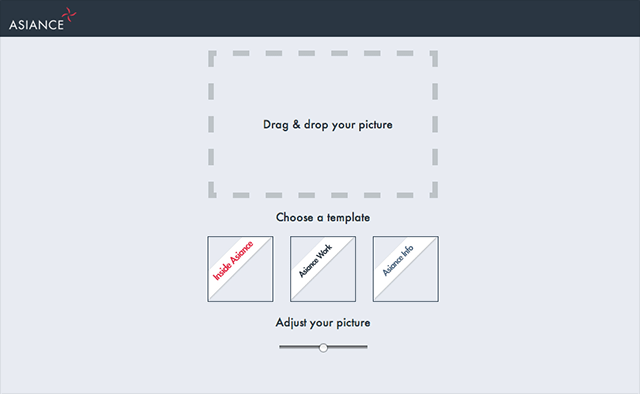 ASIANCE
Drag & drop your picture
Choose a template
Inside Asiance
Asiance Work
Asiance Info
Adjust your picture